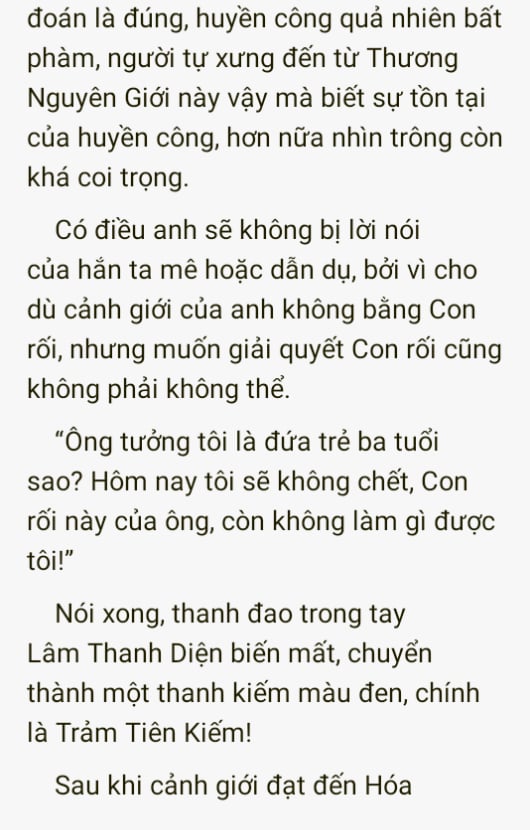 đoán là đúng, huyền công quả nhiên bất
phàm, người tự xưng đến từ Thương
Nguyên Giới này vậy mà biết sự tồn tại
của huyền công, hơn nữa nhìn trông còn
khá coi trọng.
Có điều anh sẽ không bị lời nói
của hắn ta mê hoặc dẫn dụ, bởi vì cho
dù cảnh giới của anh không bằng Con
rối, nhưng muốn giải quyết Con rối cũng
không phải không thể.
“Ông tưởng tôi là đứa trẻ ba tuổi
sao? Hôm nay tôi sẽ không chết, Con
rối này của ông, còn không làm gì được
tôi!”
Nói xong, thanh đao trong tay
Lâm Thanh Diện biến mất, chuyển
thành một thanh kiếm màu đen, chính
là Trảm Tiên Kiếm!
Sau khi cảnh giới đạt đến Hóa